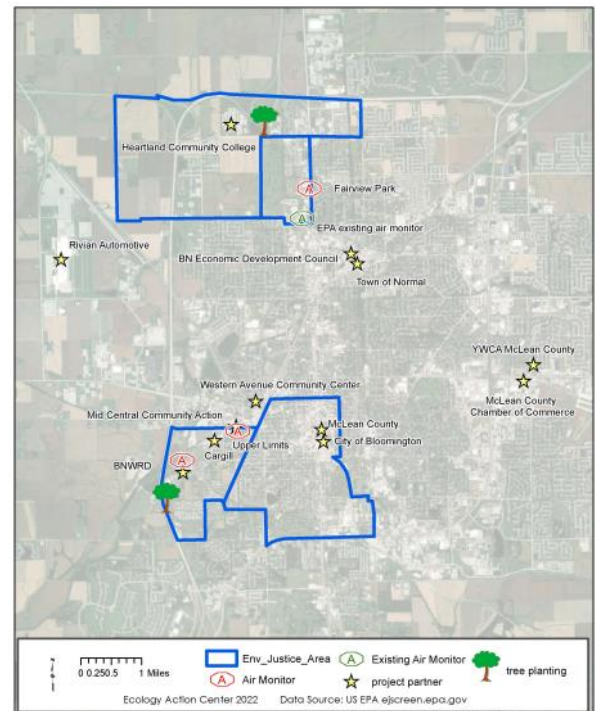 Heartland Community College
A
Fairview Park
A
EPA existing air monitor
Rivian Automotive
BN Economic Development Council
Town of Normal
YWCA McLean County
McLean County
Chamber of Commerce
Western Avenue Community Center
Mid Central Community Action
McLean County
A
Upper Limits
City of Bloomington
Cargill
BNWRD
A
0 0.250.5 1 Miles
Env_Justice_Area
A Existing Air Monitor
tree planting
A Air Monitor
project partner
Ecology Action Center 2022 Data Source: US EPA ejscreen.epa.gov